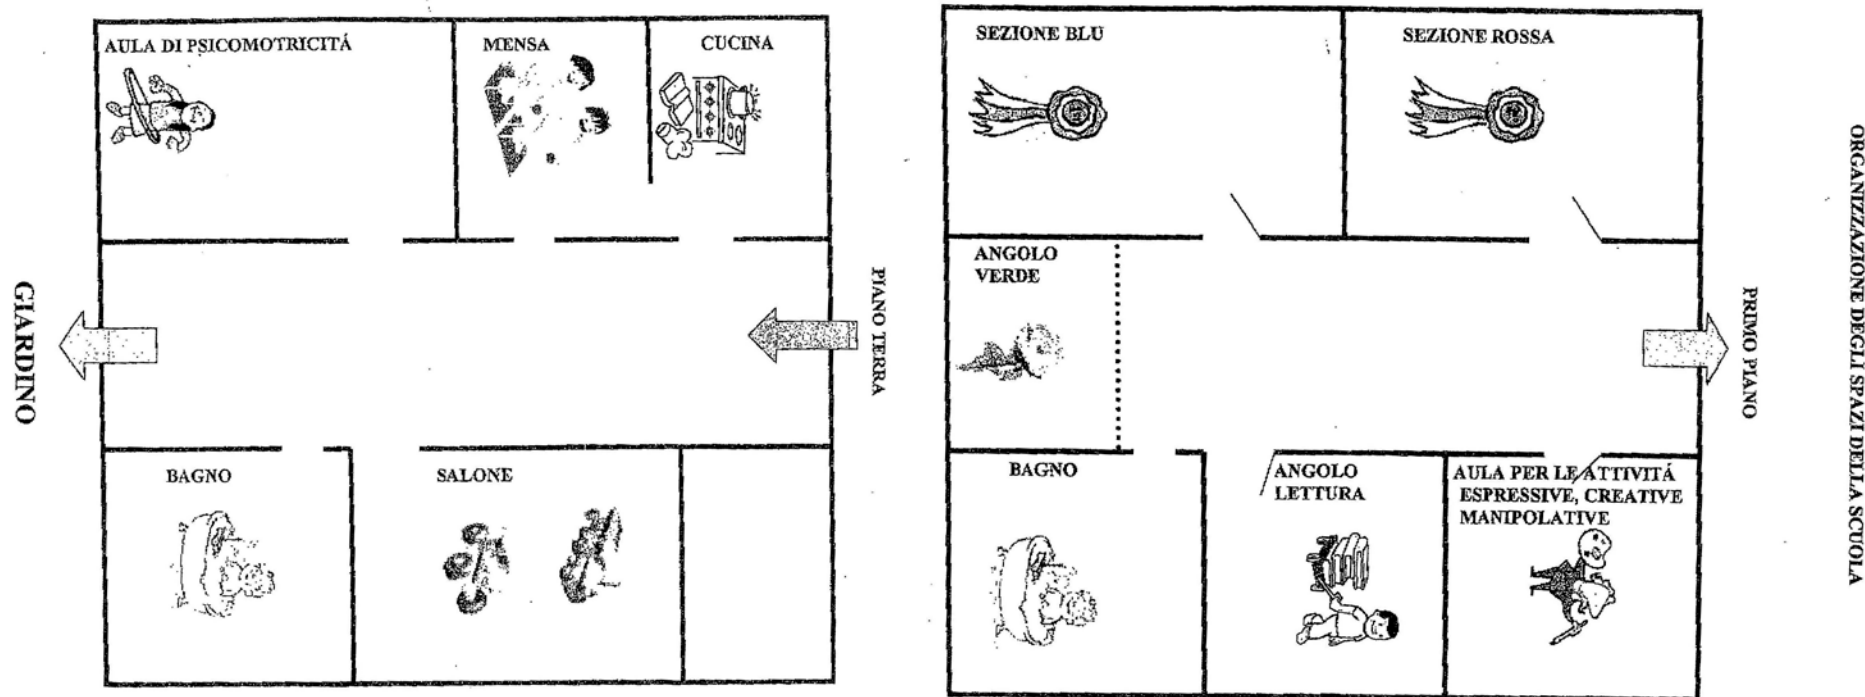 ORGANIZZAZIONE DEGLI SPAZI DELLA SCUOLA
AULA DI PSICOMOTRICITÁ
MENSA
CUCINA
GIARDINO
PIANO TERRA
BAGNO
SALONE
SEZIONE BLU
SEZIONE ROSSA
ANGOLO
VERDE
PRIMO PIANO
BAGNO
ANGOLO
LETTURA
AULA PER LE ATTIVITÁ
ESPRESSIVE, CREATIVE
MANIPOLATIVE